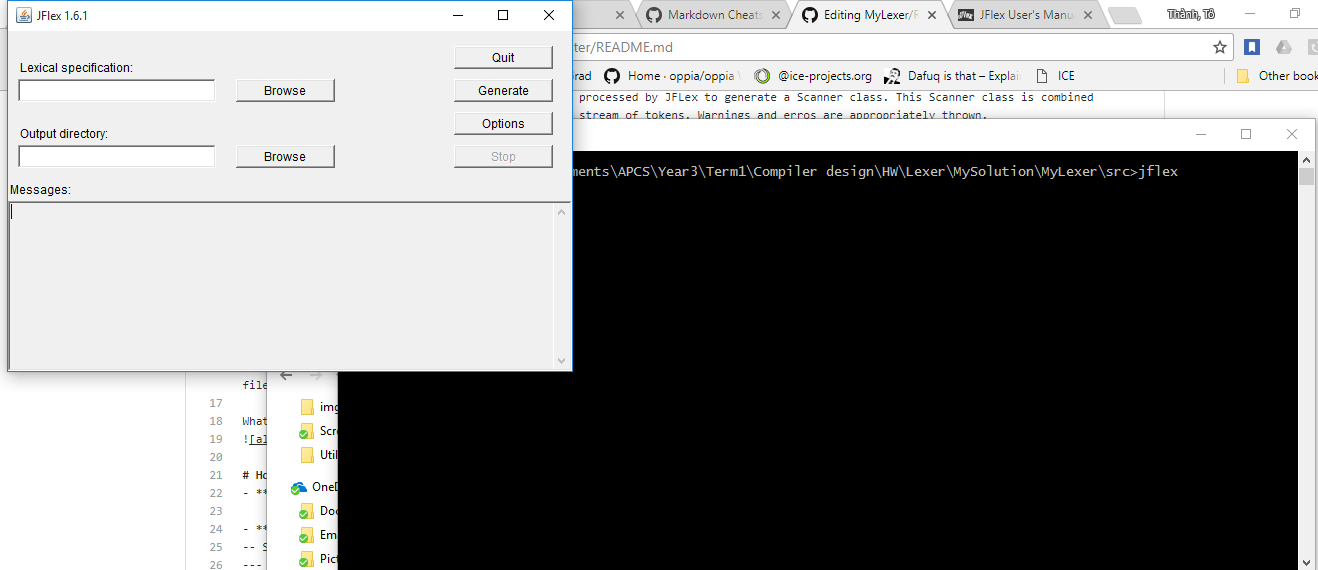 JFlex 1.6.1
Lexical specification:
Browse
Output directory:
Browse
Quit
Generate
Options
Stop
Messages:
Markdown Cheats
Editing MyLexer/R
JFlex User's Manu
Thành, Tô
ter/README.md
rad
Home · oppia/oppia
@ice-projects.org
Dafuq is that – Explai
ICE
Other book
processed by JFLex to generate a Scanner class. This Scanner class is combined
stream of tokens. Warnings and erros are appropriately thrown.
ments\APCS\Year3\Term1\Compiler design\HW\Lexer\MySolution\MyLexer\src>jflex
file
17
18 What
19 ![al
20
21 # Ho
22 - **
23
24 - **
25 -- S
26 ---
img
Scre
Utili
OneD
Doc
Ema
Pict